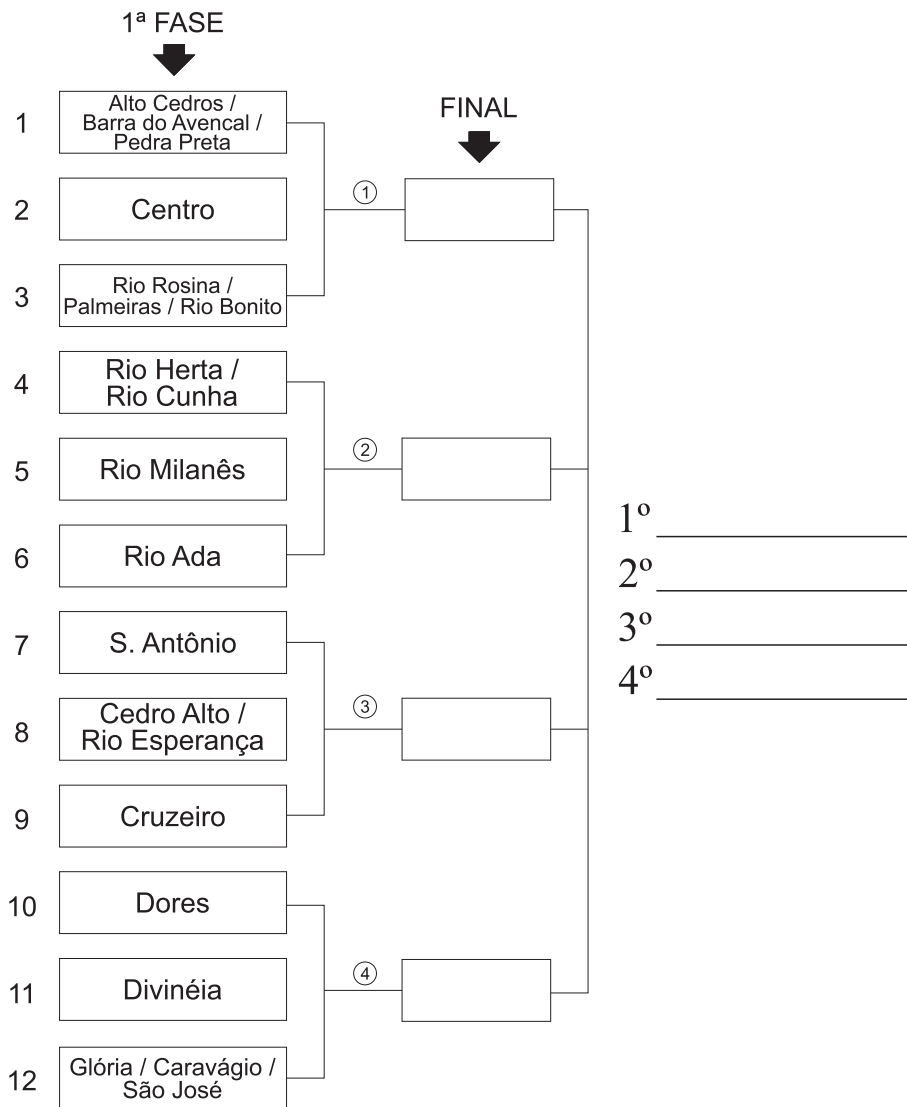 1ª FASE
1
Alto Cedros /
Barra do Avencal /
Pedra Preta
2
Centro
3
Rio Rosina /
Palmeiras / Rio Bonito
4
Rio Herta /
Rio Cunha
5
Rio Milanês
6
Rio Ada
7
S. Antônio
8
Cedro Alto /
Rio Esperança
9
Cruzeiro
10
Dores
11
Divinéia
12
Glória / Caravágio /
São José
1
2
3
4
FINAL
1º
2º
3º
4º